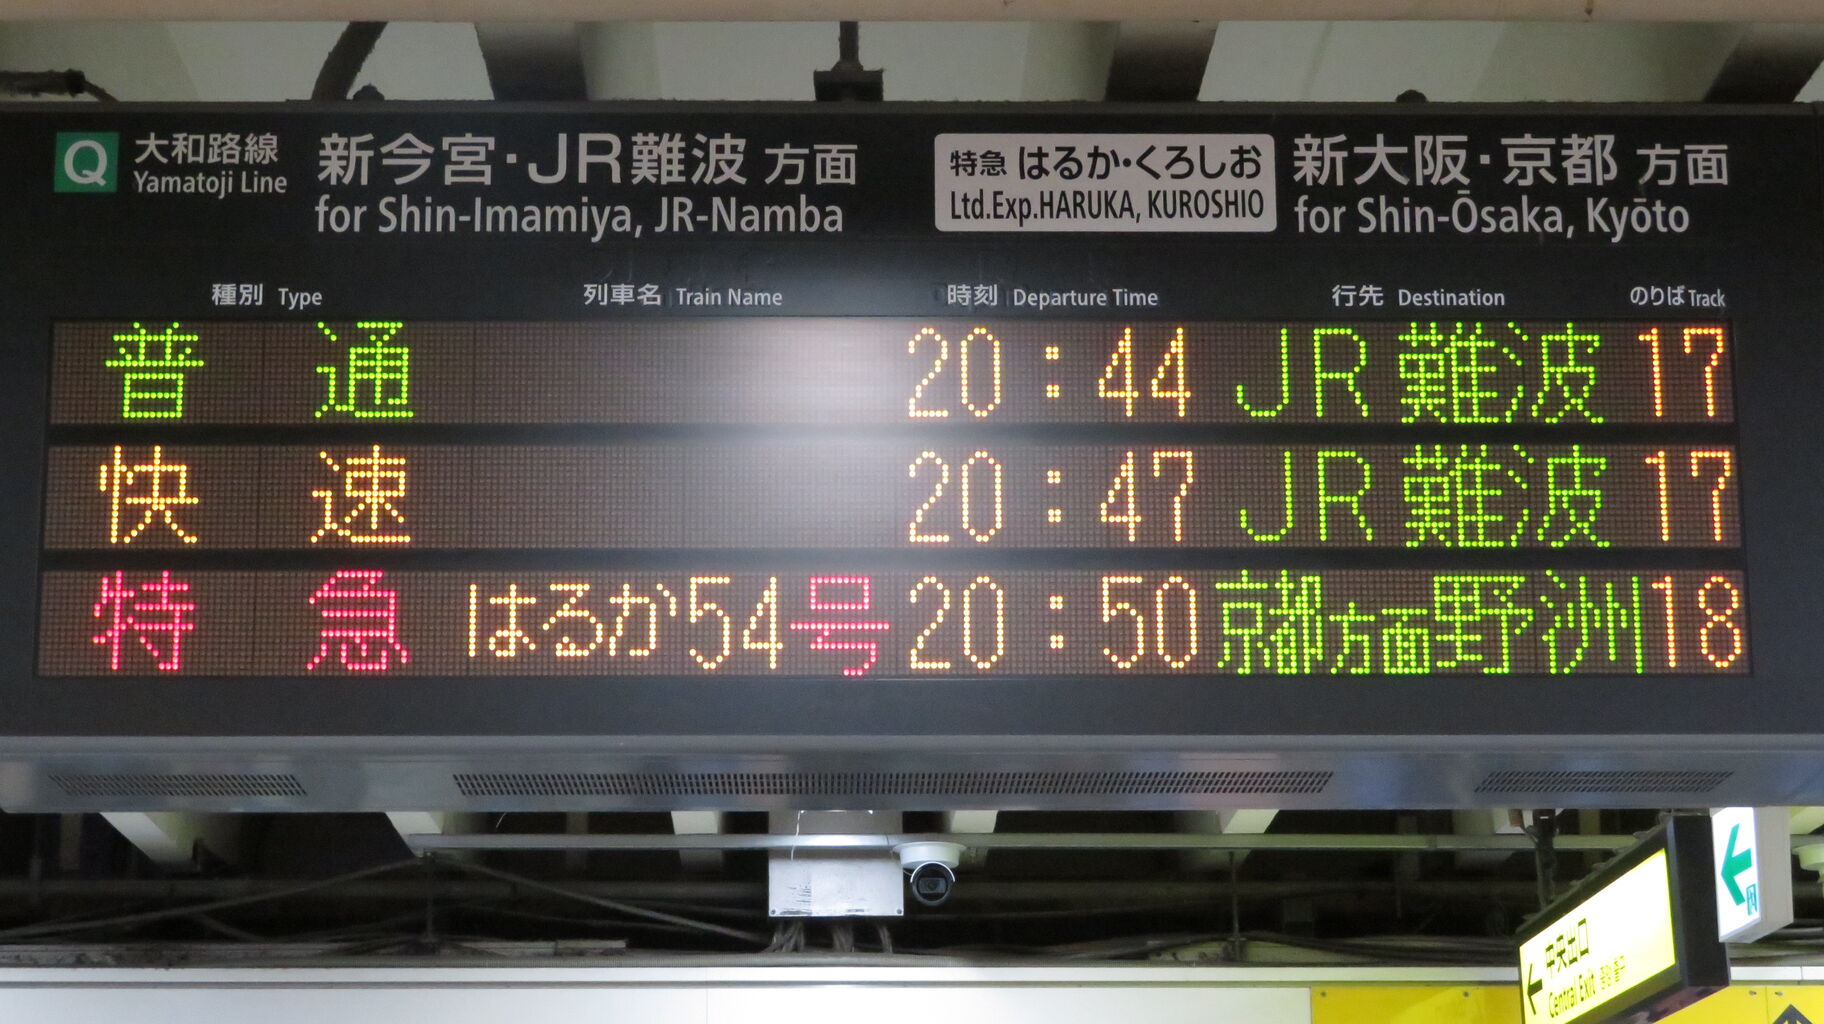 Q 大和路線 新今宮・JR難波 方面 特急 はるか・くろしお 新大阪・京都 方面
Yamatoji Line for Shin-Imamiya, JR-Namba Ltd.Exp.HARUKA, KUROSHIO for Shin-Ōsaka, Kyōto
種別 Type 列車名 Train Name 時刻 Departure Time 行先 Destination のりば Track
普通 20:44 JR難波 17
快速 20:47 JR難波 17
特急 はるか54号 20:50 京都方面野洲 18
中央出口
Central Exit